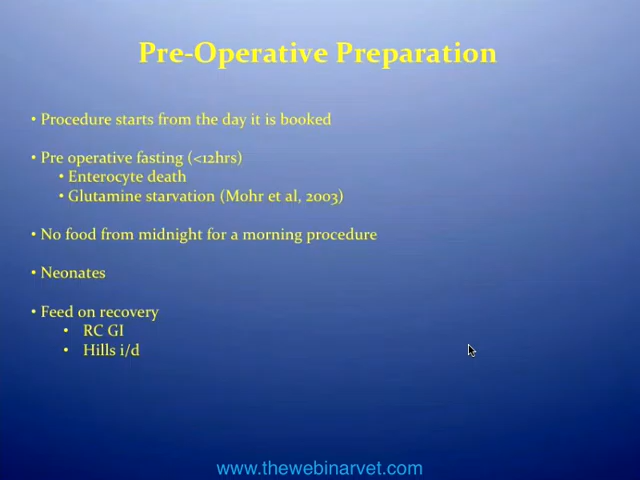 Pre-Operative Preparation
• Procedure starts from the day it is booked
• Pre operative fasting (<12hrs)
• Enterocyte death
• Glutamine starvation (Mohr et al, 2003)
• No food from midnight for a morning procedure
• Neonates
• Feed on recovery
• RC GI
• Hills i/d
www.thewebinarvet.com